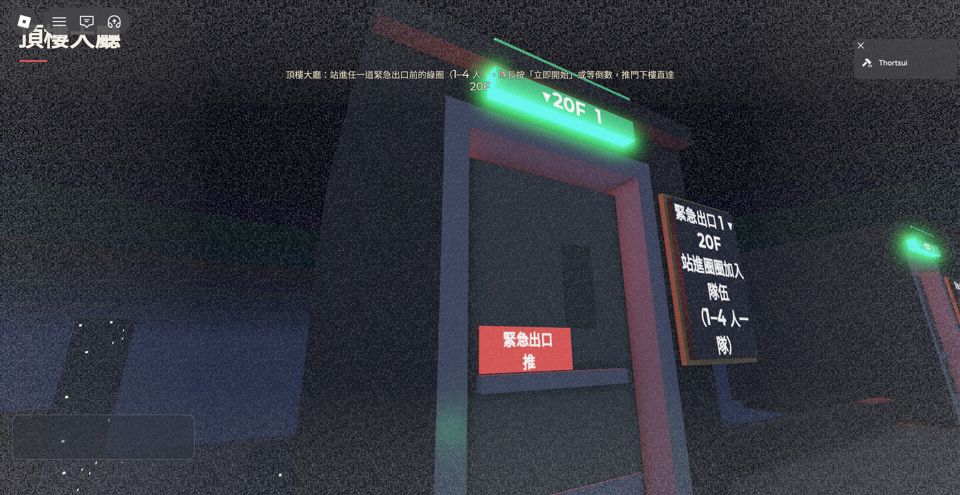 頂樓大廳
頂樓大廳：站進任一道緊急出口前的綠圈（1–4 人），隊長按「立即開始」或等倒數，推門下樓直達
20F
Thortsui
▼20F 1
緊急出口 1 ▼
20F
站進圈圈加入
隊伍
（1–4 人一
隊）
緊急出口
推